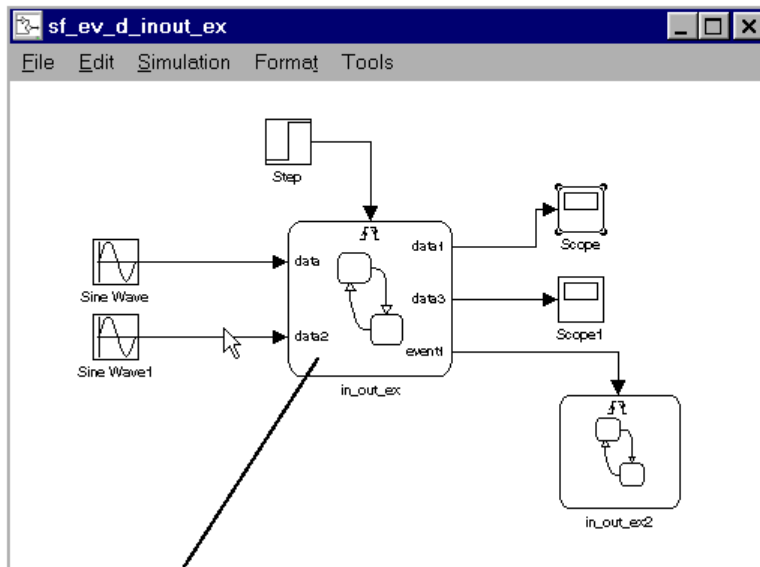 sf_ev_d_inout_ex
File Edit Simulation Format Tools
Step
Sine Wave
Sine Wave1
data
data2
data1
data3
event1
in_out_ex
Scope
Scope1
in_out_ex2